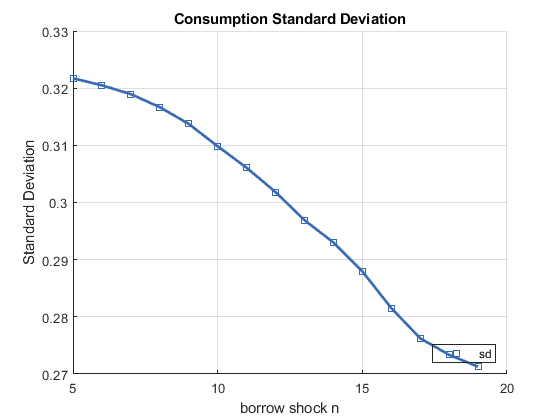 Consumption Standard Deviation
0.33
0.32
0.31
0.3
0.29
0.28
0.27
Standard Deviation
sd
5
10
15
20
borrow shock n